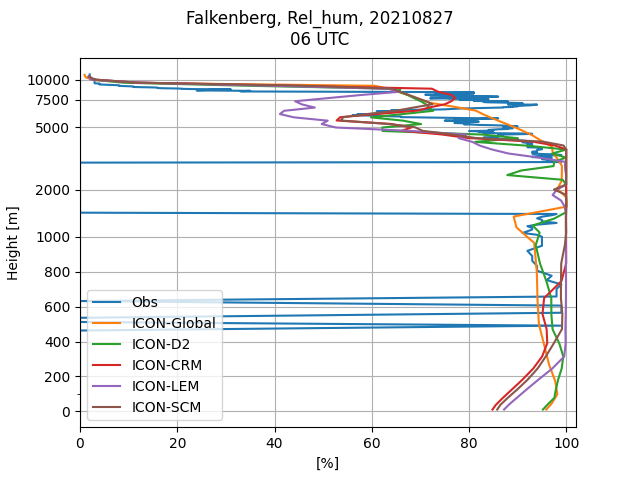 Falkenberg, Rel_hum, 20210827
06 UTC
Height [m]
10000
7500
5000
2000
1000
800
600
400
200
0
Obs
ICON-Global
ICON-D2
ICON-CRM
ICON-LEM
ICON-SCM
0 20 40 60 80 100
[%]